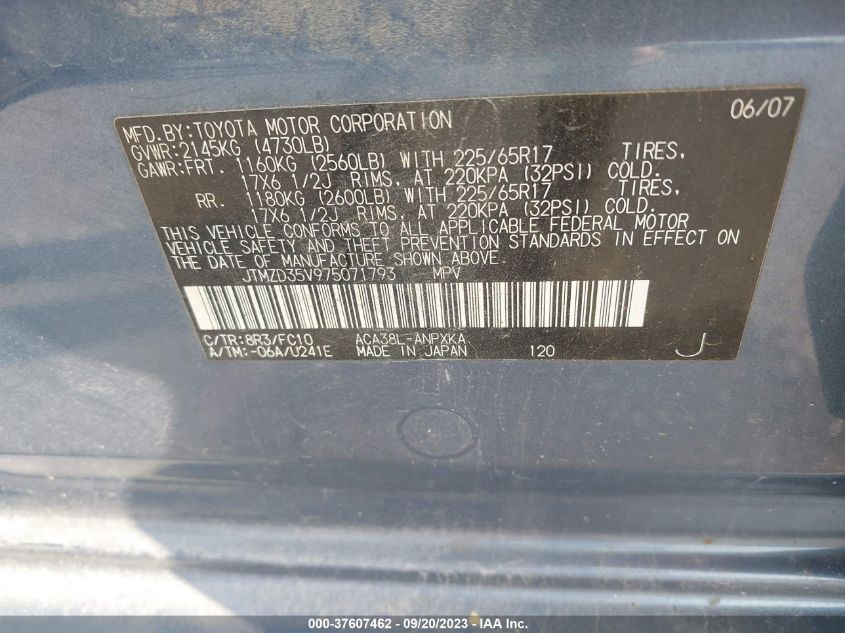 06/07
MFD.BY:TOYOTA MOTOR CORPORATION
GVWR:2145KG (4730LB)
GAWR:FRT. 1160KG (2560LB) WITH 225/65R17 TIRES,
17X6 1/2J RIMS, AT 220KPA (32PSI) COLD.
RR. 1180KG (2600LB) WITH 225/65R17 TIRES,
17X6 1/2J RIMS, AT 220KPA (32PSI) COLD.
THIS VEHICLE CONFORMS TO ALL APPLICABLE FEDERAL MOTOR
VEHICLE SAFETY AND THEFT PREVENTION STANDARDS IN EFFECT ON
THE DATE OF MANUFACTURE SHOWN ABOVE.
JTMZD35V975071793 MPV
C/TR:8R3/FC10 ACA38L-ANPXKA
A/TM:-06A/U241E MADE IN JAPAN 120 J
000-37607462 - 09/20/2023 - IAA Inc.